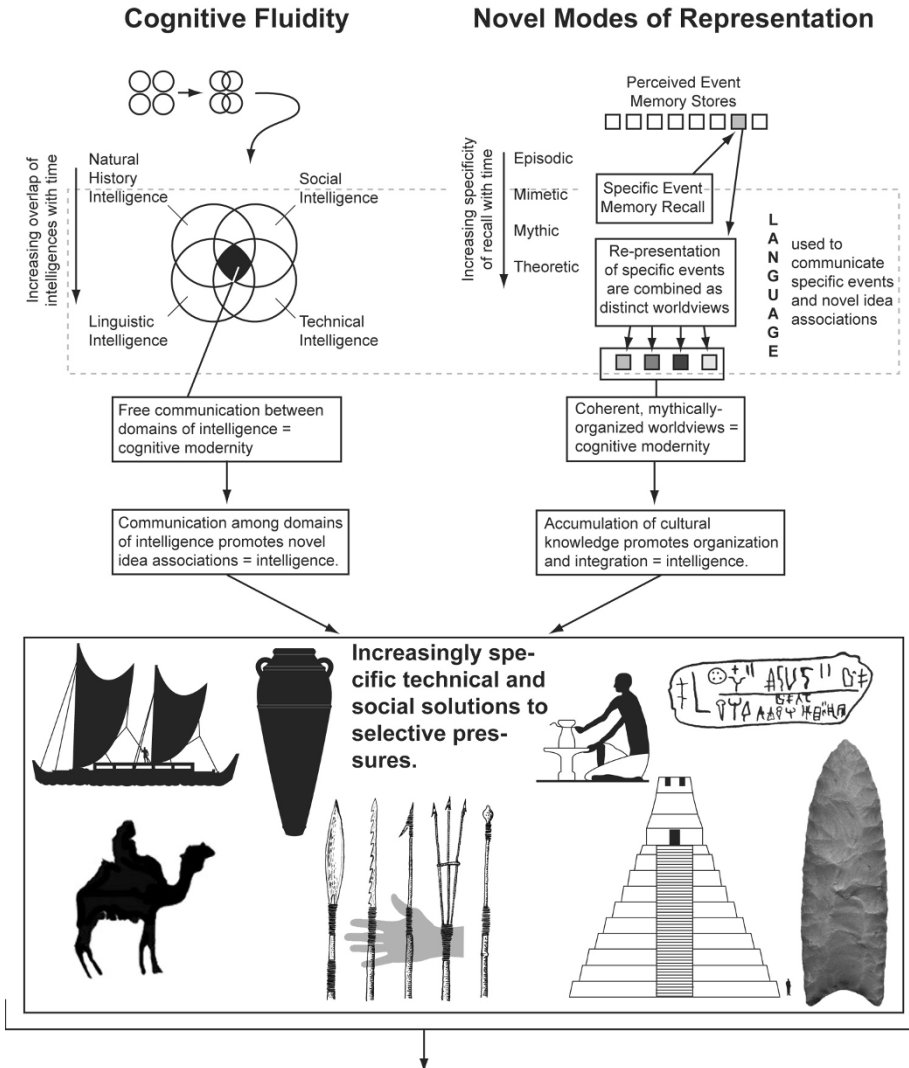 Cognitive Fluidity
Novel Modes of Representation
Increasing overlap of
intelligences with time
Natural
History
Intelligence
Social
Intelligence
Linguistic
Intelligence
Technical
Intelligence
Free communication between
domains of intelligence =
cognitive modernity
Communication among domains
of intelligence promotes novel
idea associations = intelligence.
Perceived Event
Memory Stores
Increasing specificity
of recall with time
Episodic
Mimetic
Mythic
Theoretic
Specific Event
Memory Recall
Re-presentation
of specific events
are combined as
distinct worldviews
LANGUAGE
used to
communicate
specific events
and novel idea
associations
Coherent, mythically-
organized worldviews =
cognitive modernity
Accumulation of cultural
knowledge promotes organization
and integration = intelligence.
Increasingly spe-
cific technical and
social solutions to
selective pres-
sures.